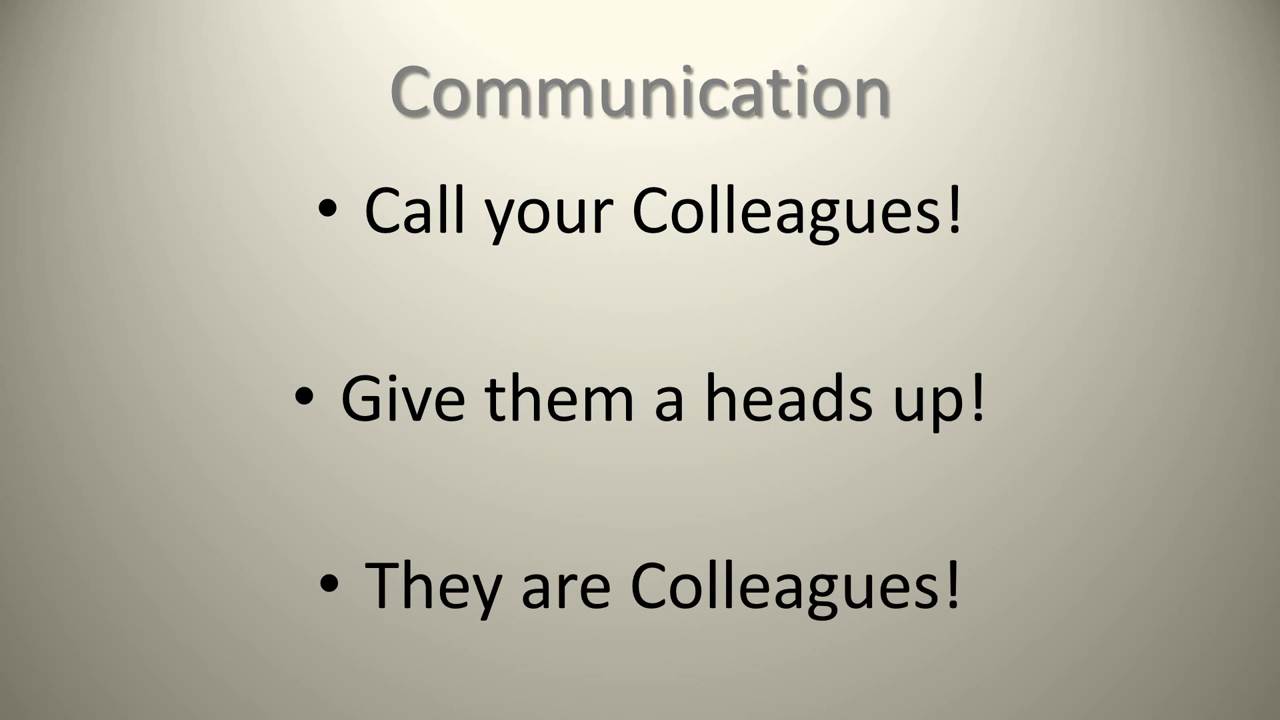 Communication
• Call your Colleagues!
• Give them a heads up!
• They are Colleagues!